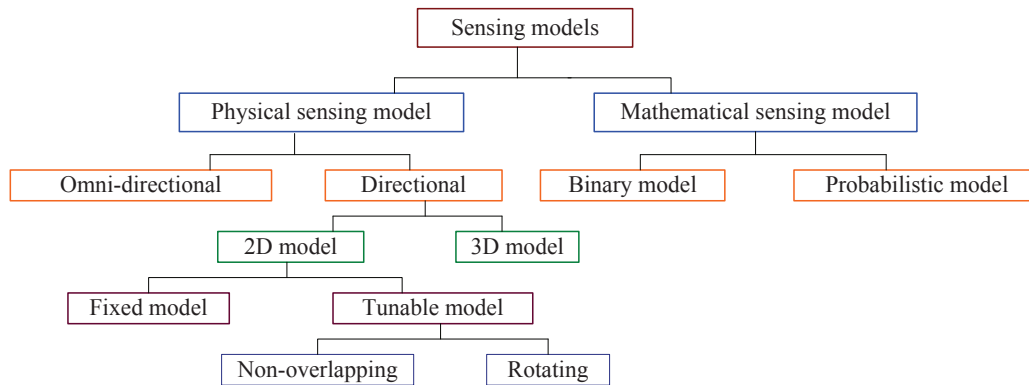 Sensing models
Physical sensing model
Mathematical sensing model
Omni-directional
Directional
Binary model
Probabilistic model
2D model
3D model
Fixed model
Tunable model
Non-overlapping
Rotating